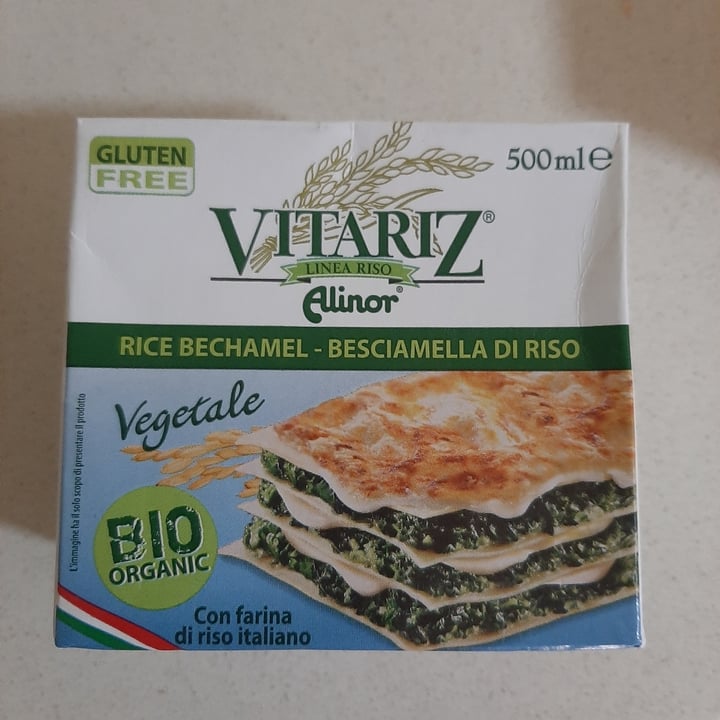 GLUTEN
FREE
500ml℮
VITARIZ®
LINEA RISO
Alinor®
RICE BECHAMEL - BESCIAMELLA DI RISO
Vegetale
L'immagine ha il solo scopo di presentare il prodotto
BIO
ORGANIC
Con farina
di riso italiano